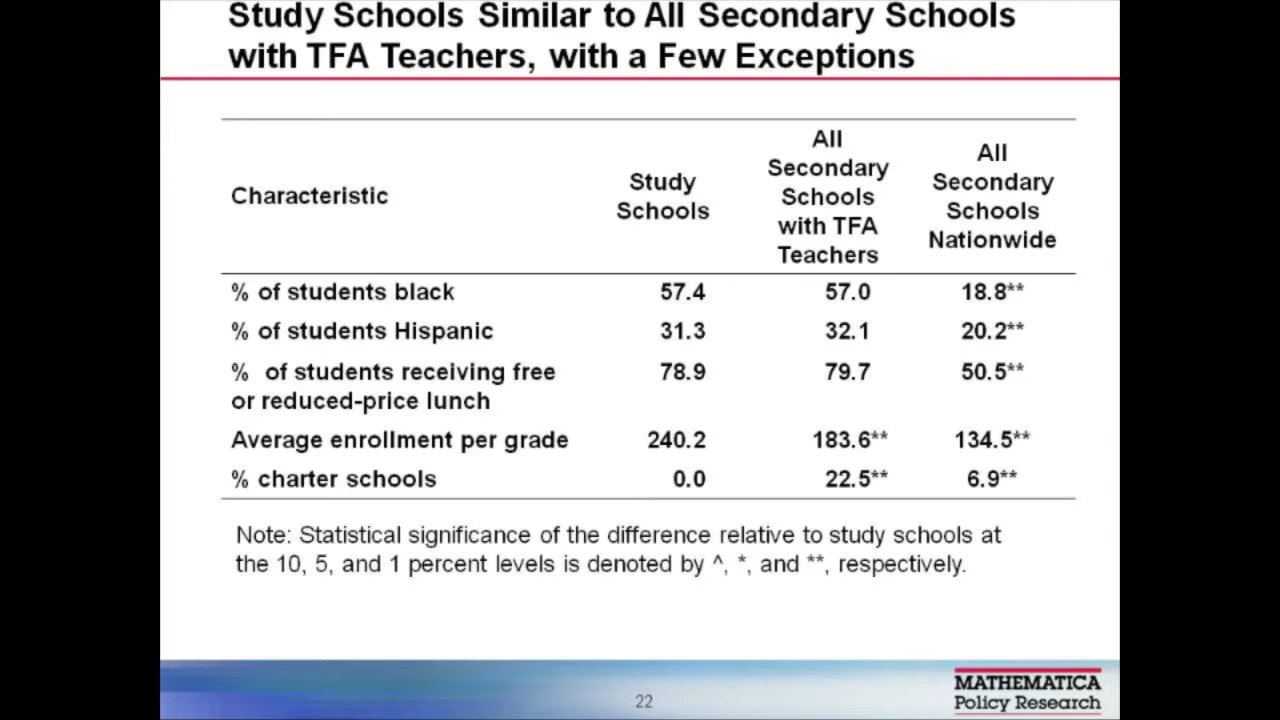 Study Schools Similar to All Secondary Schools
with TFA Teachers, with a Few Exceptions
Characteristic
Study
Schools
All
Secondary
Schools
with TFA
Teachers
All
Secondary
Schools
Nationwide
% of students black 57.4 57.0 18.8**
% of students Hispanic 31.3 32.1 20.2**
% of students receiving free 78.9 79.7 50.5**
or reduced-price lunch
Average enrollment per grade 240.2 183.6** 134.5**
% charter schools 0.0 22.5** 6.9**
Note: Statistical significance of the difference relative to study schools at
the 10, 5, and 1 percent levels is denoted by ^, *, and **, respectively.
22
MATHEMATICA
Policy Research